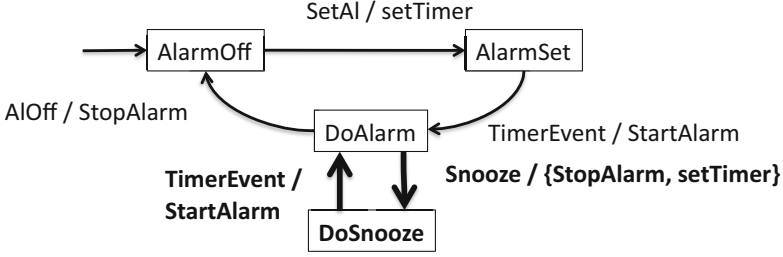 SetAl / setTimer
AlarmOff
AlarmSet
AlOff / StopAlarm
DoAlarm
TimerEvent / StartAlarm
TimerEvent /
StartAlarm
Snooze / {StopAlarm, setTimer}
DoSnooze